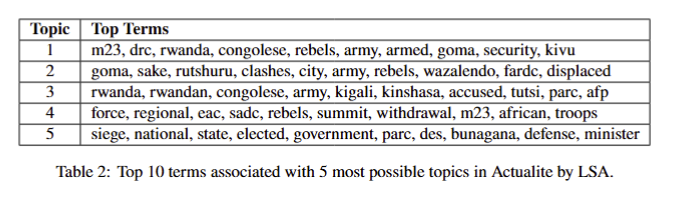 Topic Top Terms
1 m23, drc, rwanda, congolese, rebels, army, armed, goma, security, kivu
2 goma, sake, rutshuru, clashes, city, army, rebels, wazalendo, fardc, displaced
3 rwanda, rwandan, congolese, army, kigali, kinshasa, accused, tutsi, parc, afp
4 force, regional, eac, sadc, rebels, summit, withdrawal, m23, african, troops
5 siege, national, state, elected, government, parc, des, bunagana, defense, minister
Table 2: Top 10 terms associated with 5 most possible topics in Actualite by LSA.